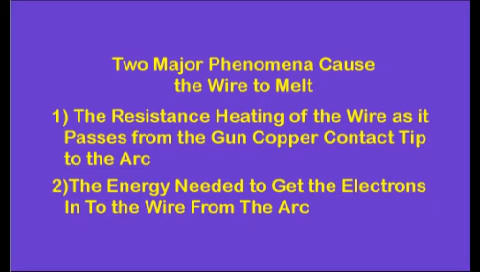 Two Major Phenomena Cause
the Wire to Melt
1) The Resistance Heating of the Wire as it
Passes from the Gun Copper Contact Tip
to the Arc
2)The Energy Needed to Get the Electrons
In To the Wire From The Arc